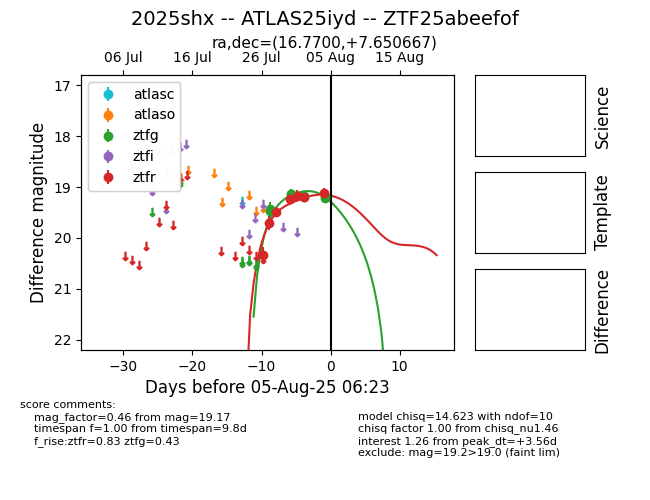 2025shx -- ATLAS25iyd -- ZTF25abeefof
ra,dec=(16.7700,+7.650667)
06 Jul 16 Jul 26 Jul 05 Aug 15 Aug
17
18
19
20
21
22
Difference magnitude
atlasc
atlaso
ztfg
ztfi
ztfr
−30 −20 −10 0 10
Days before 05-Aug-25 06:23
Science
Template
Difference
score comments:
mag_factor=0.46 from mag=19.17
timespan f=1.00 from timespan=9.8d
f_rise:ztfr=0.83 ztfg=0.43
model chisq=14.623 with ndof=10
chisq factor 1.00 from chisq_nu1.46
interest 1.26 from peak_dt=+3.56d
exclude: mag=19.2>19.0 (faint lim)